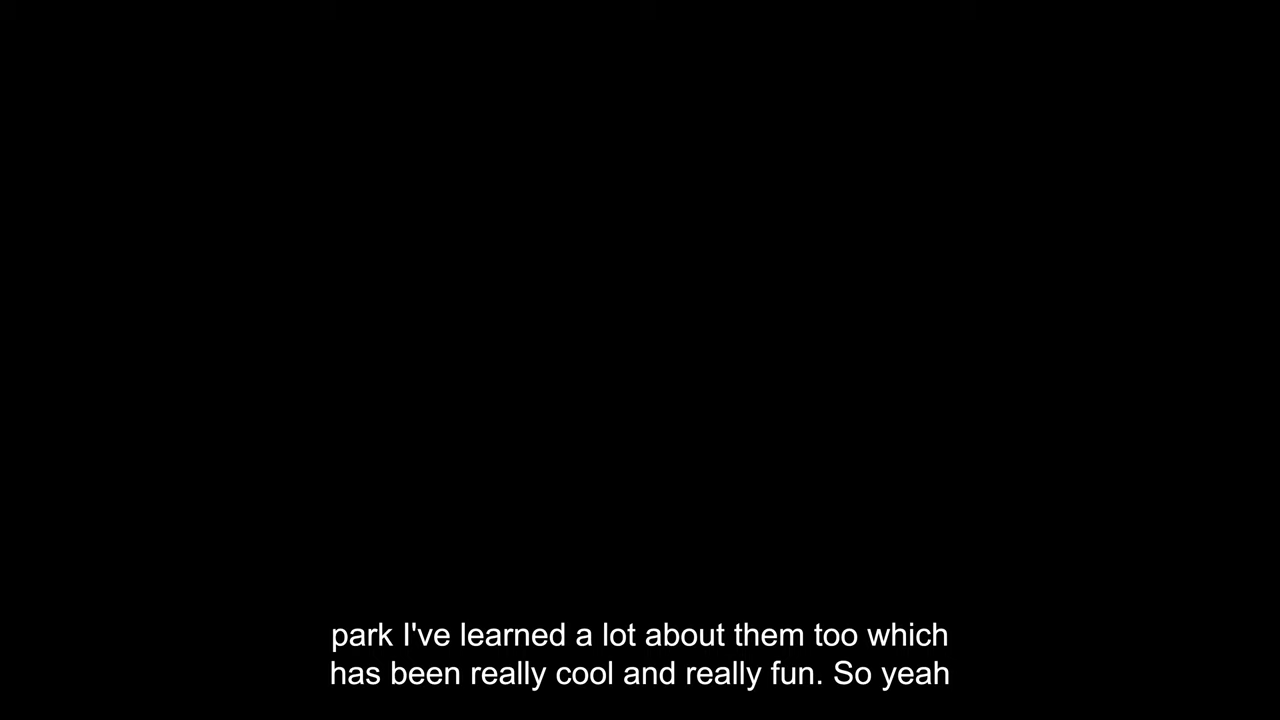 park I've learned a lot about them too which
has been really cool and really fun. So yeah